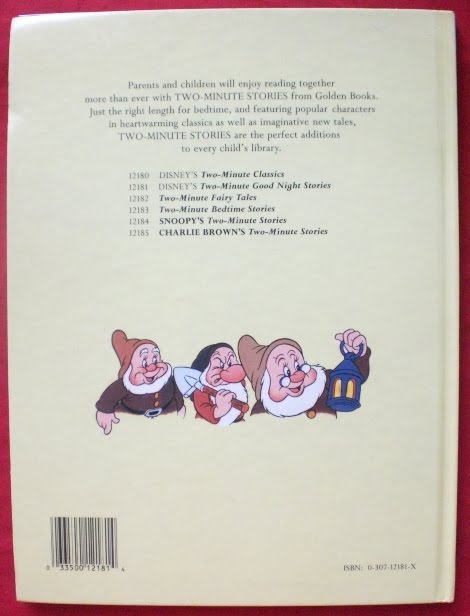 Parents and children will enjoy reading together
more than ever with TWO-MINUTE STORIES from Golden Books.
Just the right length for bedtime, and featuring popular characters
in heartwarming classics as well as imaginative new tales,
TWO-MINUTE STORIES are the perfect additions
to every child's library.
12180 DISNEY'S Two-Minute Classics
12181 DISNEY'S Two-Minute Good Night Stories
12182 Two-Minute Fairy Tales
12183 Two-Minute Bedtime Stories
12184 SNOOPY'S Two-Minute Stories
12185 CHARLIE BROWN'S Two-Minute Stories
0 33500 12181 4
ISBN: 0-307-12181-X